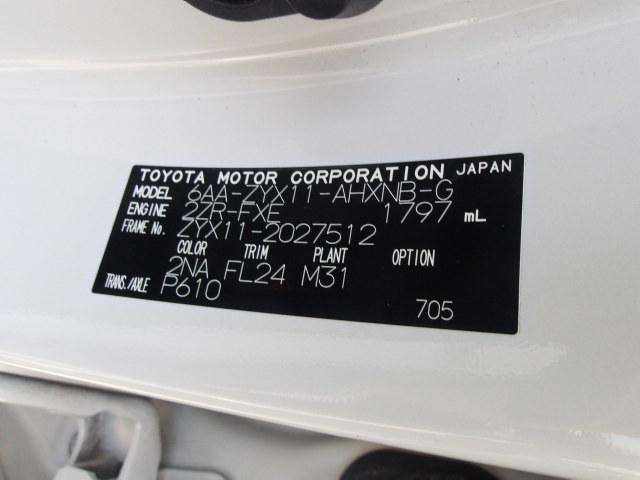 TOYOTA MOTOR CORPORATION JAPAN
MODEL 6AA-ZYX11-AHXNB-G
ENGINE 2ZR-FXE 1797 mL
FRAME No. ZYX11-2027512
COLOR TRIM PLANT OPTION
2NA FL24 M31
TRANS./AXLE P610
705